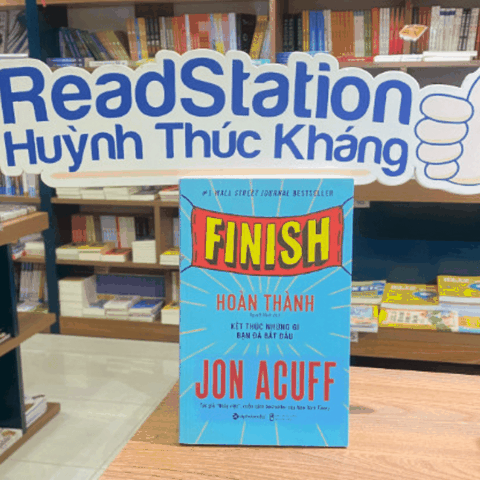 ReadStation
Huỳnh Thúc Kháng
#1 WALL STREET JOURNAL BESTSELLER
FINISH
HOÀN THÀNH
KẾT THÚC NHỮNG GÌ
BẠN ĐÃ BẮT ĐẦU
JON ACUFF